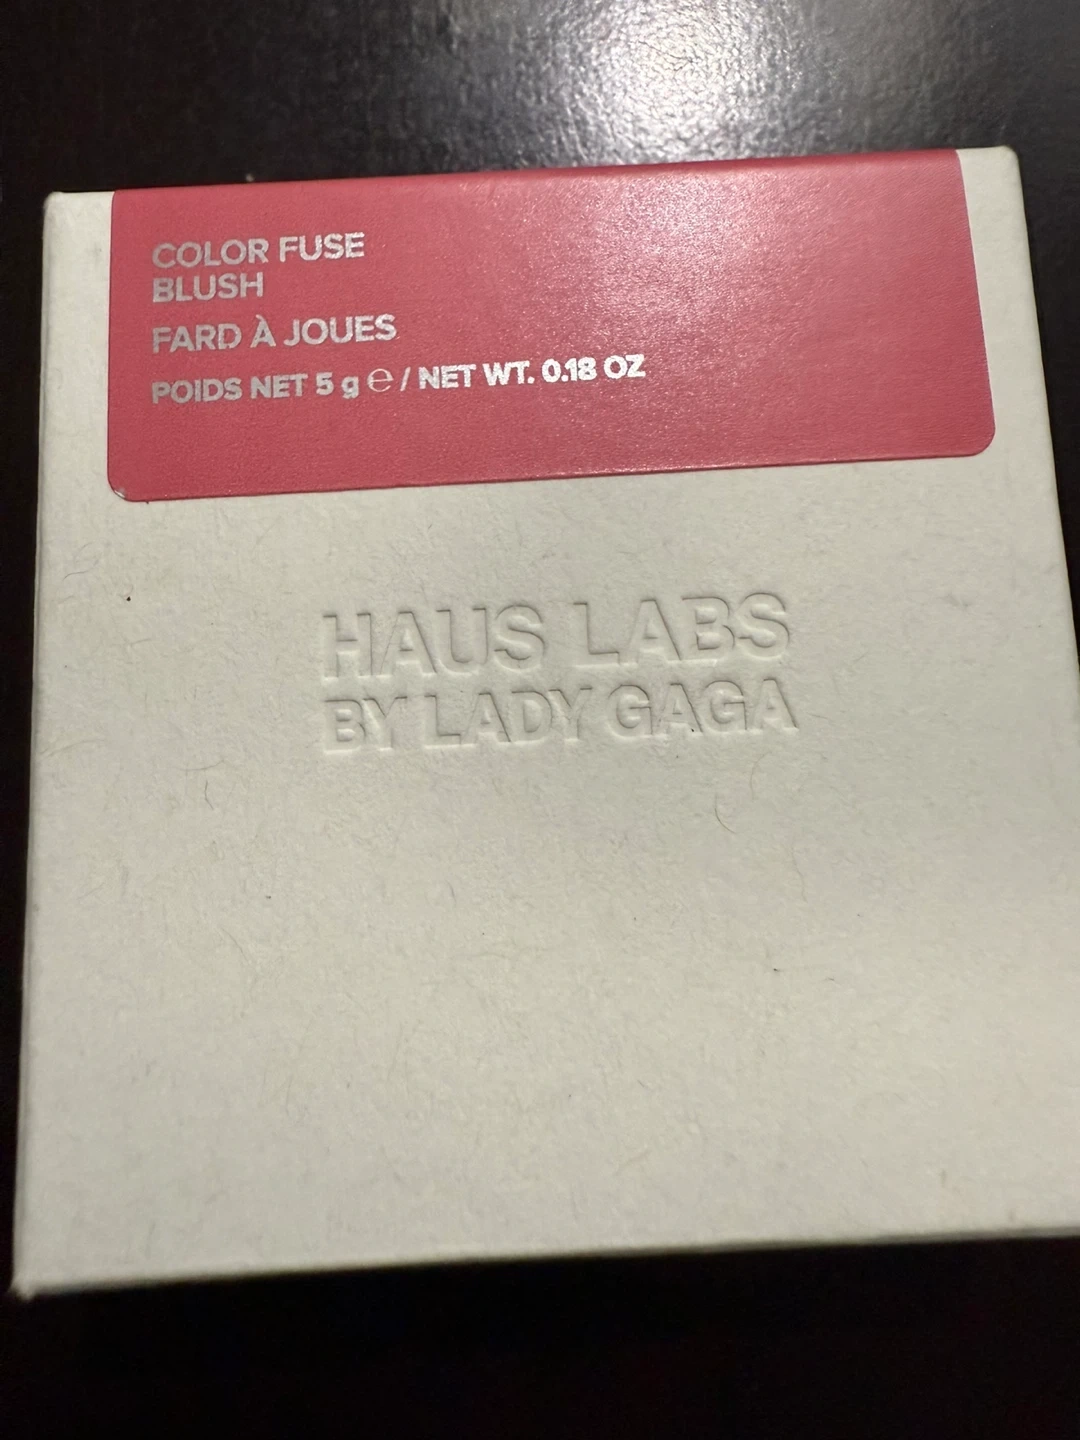 COLOR FUSE
BLUSH
FARD À JOUES
POIDS NET 5 g ℮ / NET WT. 0.18 OZ
HAUS LABS
BY LADY GAGA